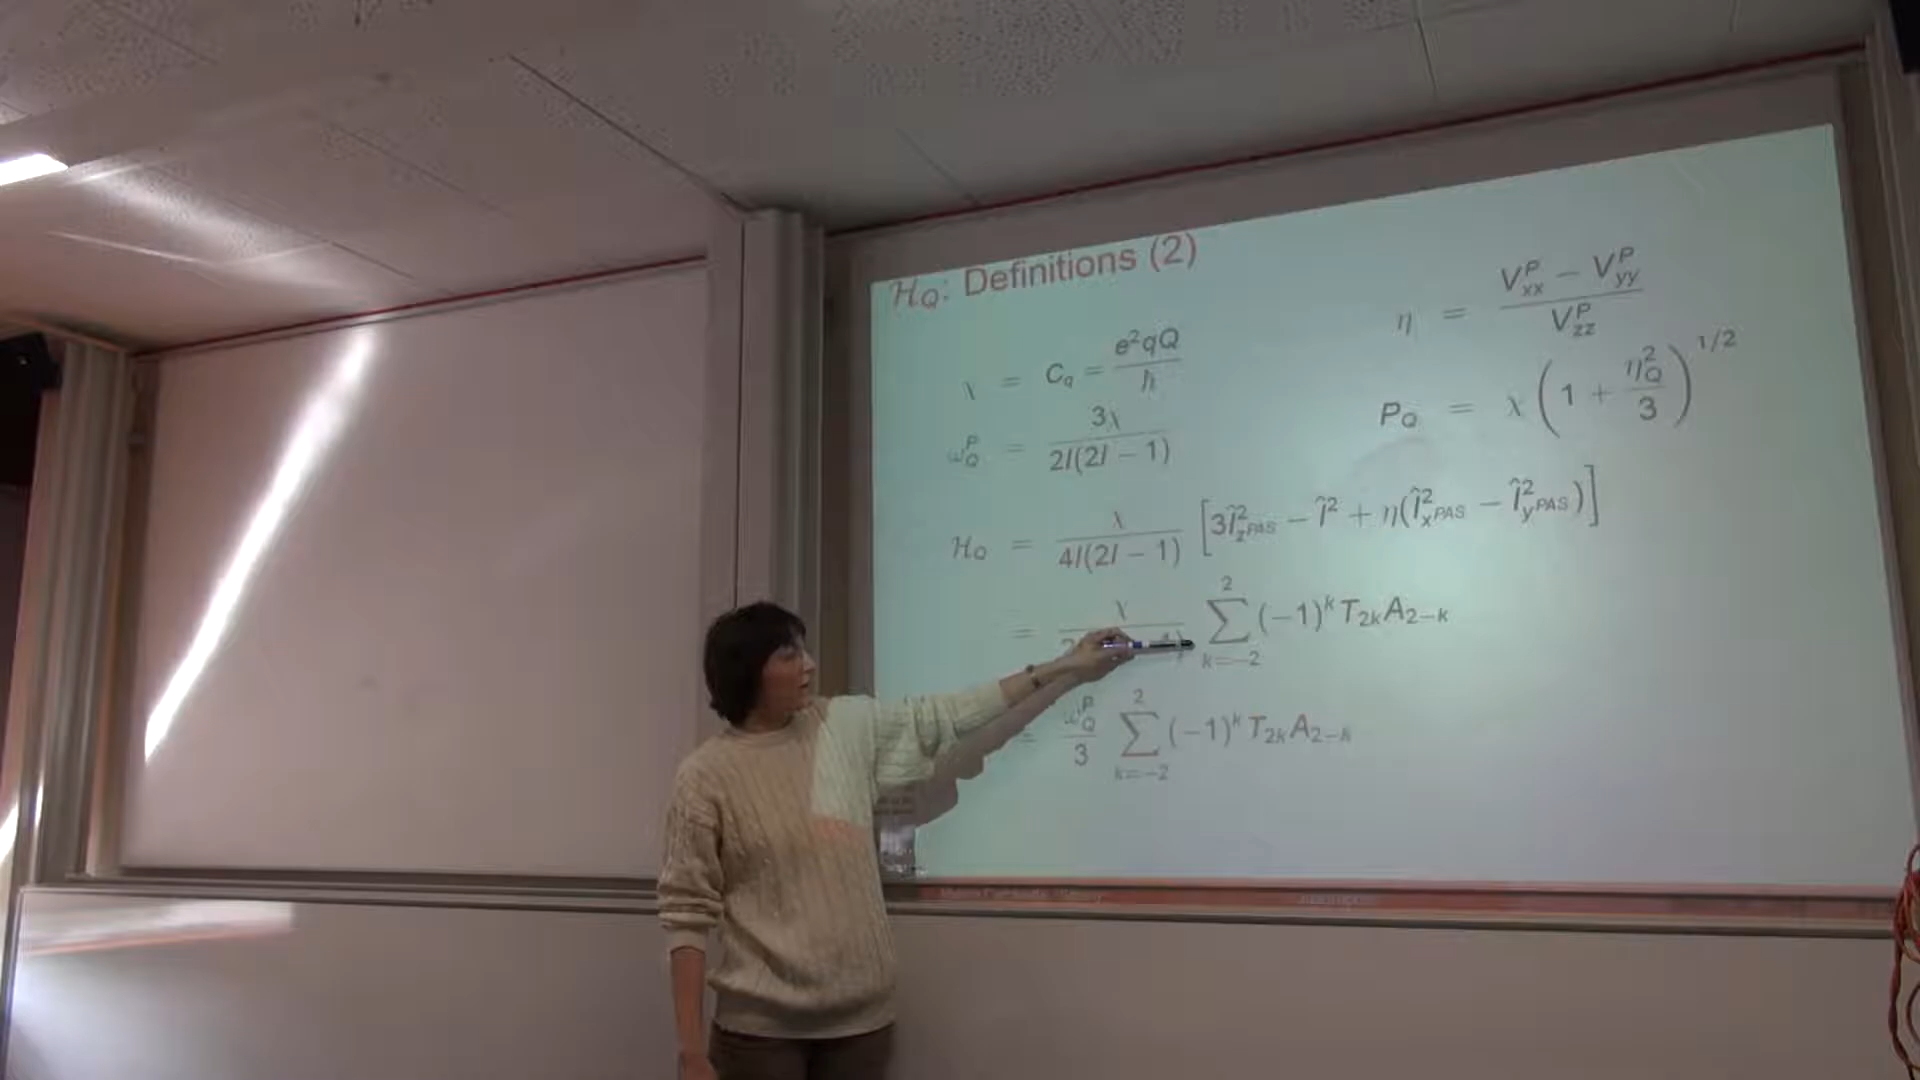 H_Q: Definitions (2)
χ = C_q = e²qQ / ħ
η = (V^P_xx − V^P_yy) / V^P_zz
ω^P_Q = 3χ / 2I(2I − 1)
P_Q = χ (1 + η²_Q / 3)^1/2
H_Q = χ / 4I(2I − 1) [3Î²_z^PAS − Î² + η(Î²_x^PAS − Î²_y^PAS)]
= χ ∑_{k=−2}^{2} (−1)^k T_2k A_2−k
= ω^P_Q / 3 ∑_{k=−2}^{2} (−1)^k T_2k A_2−k